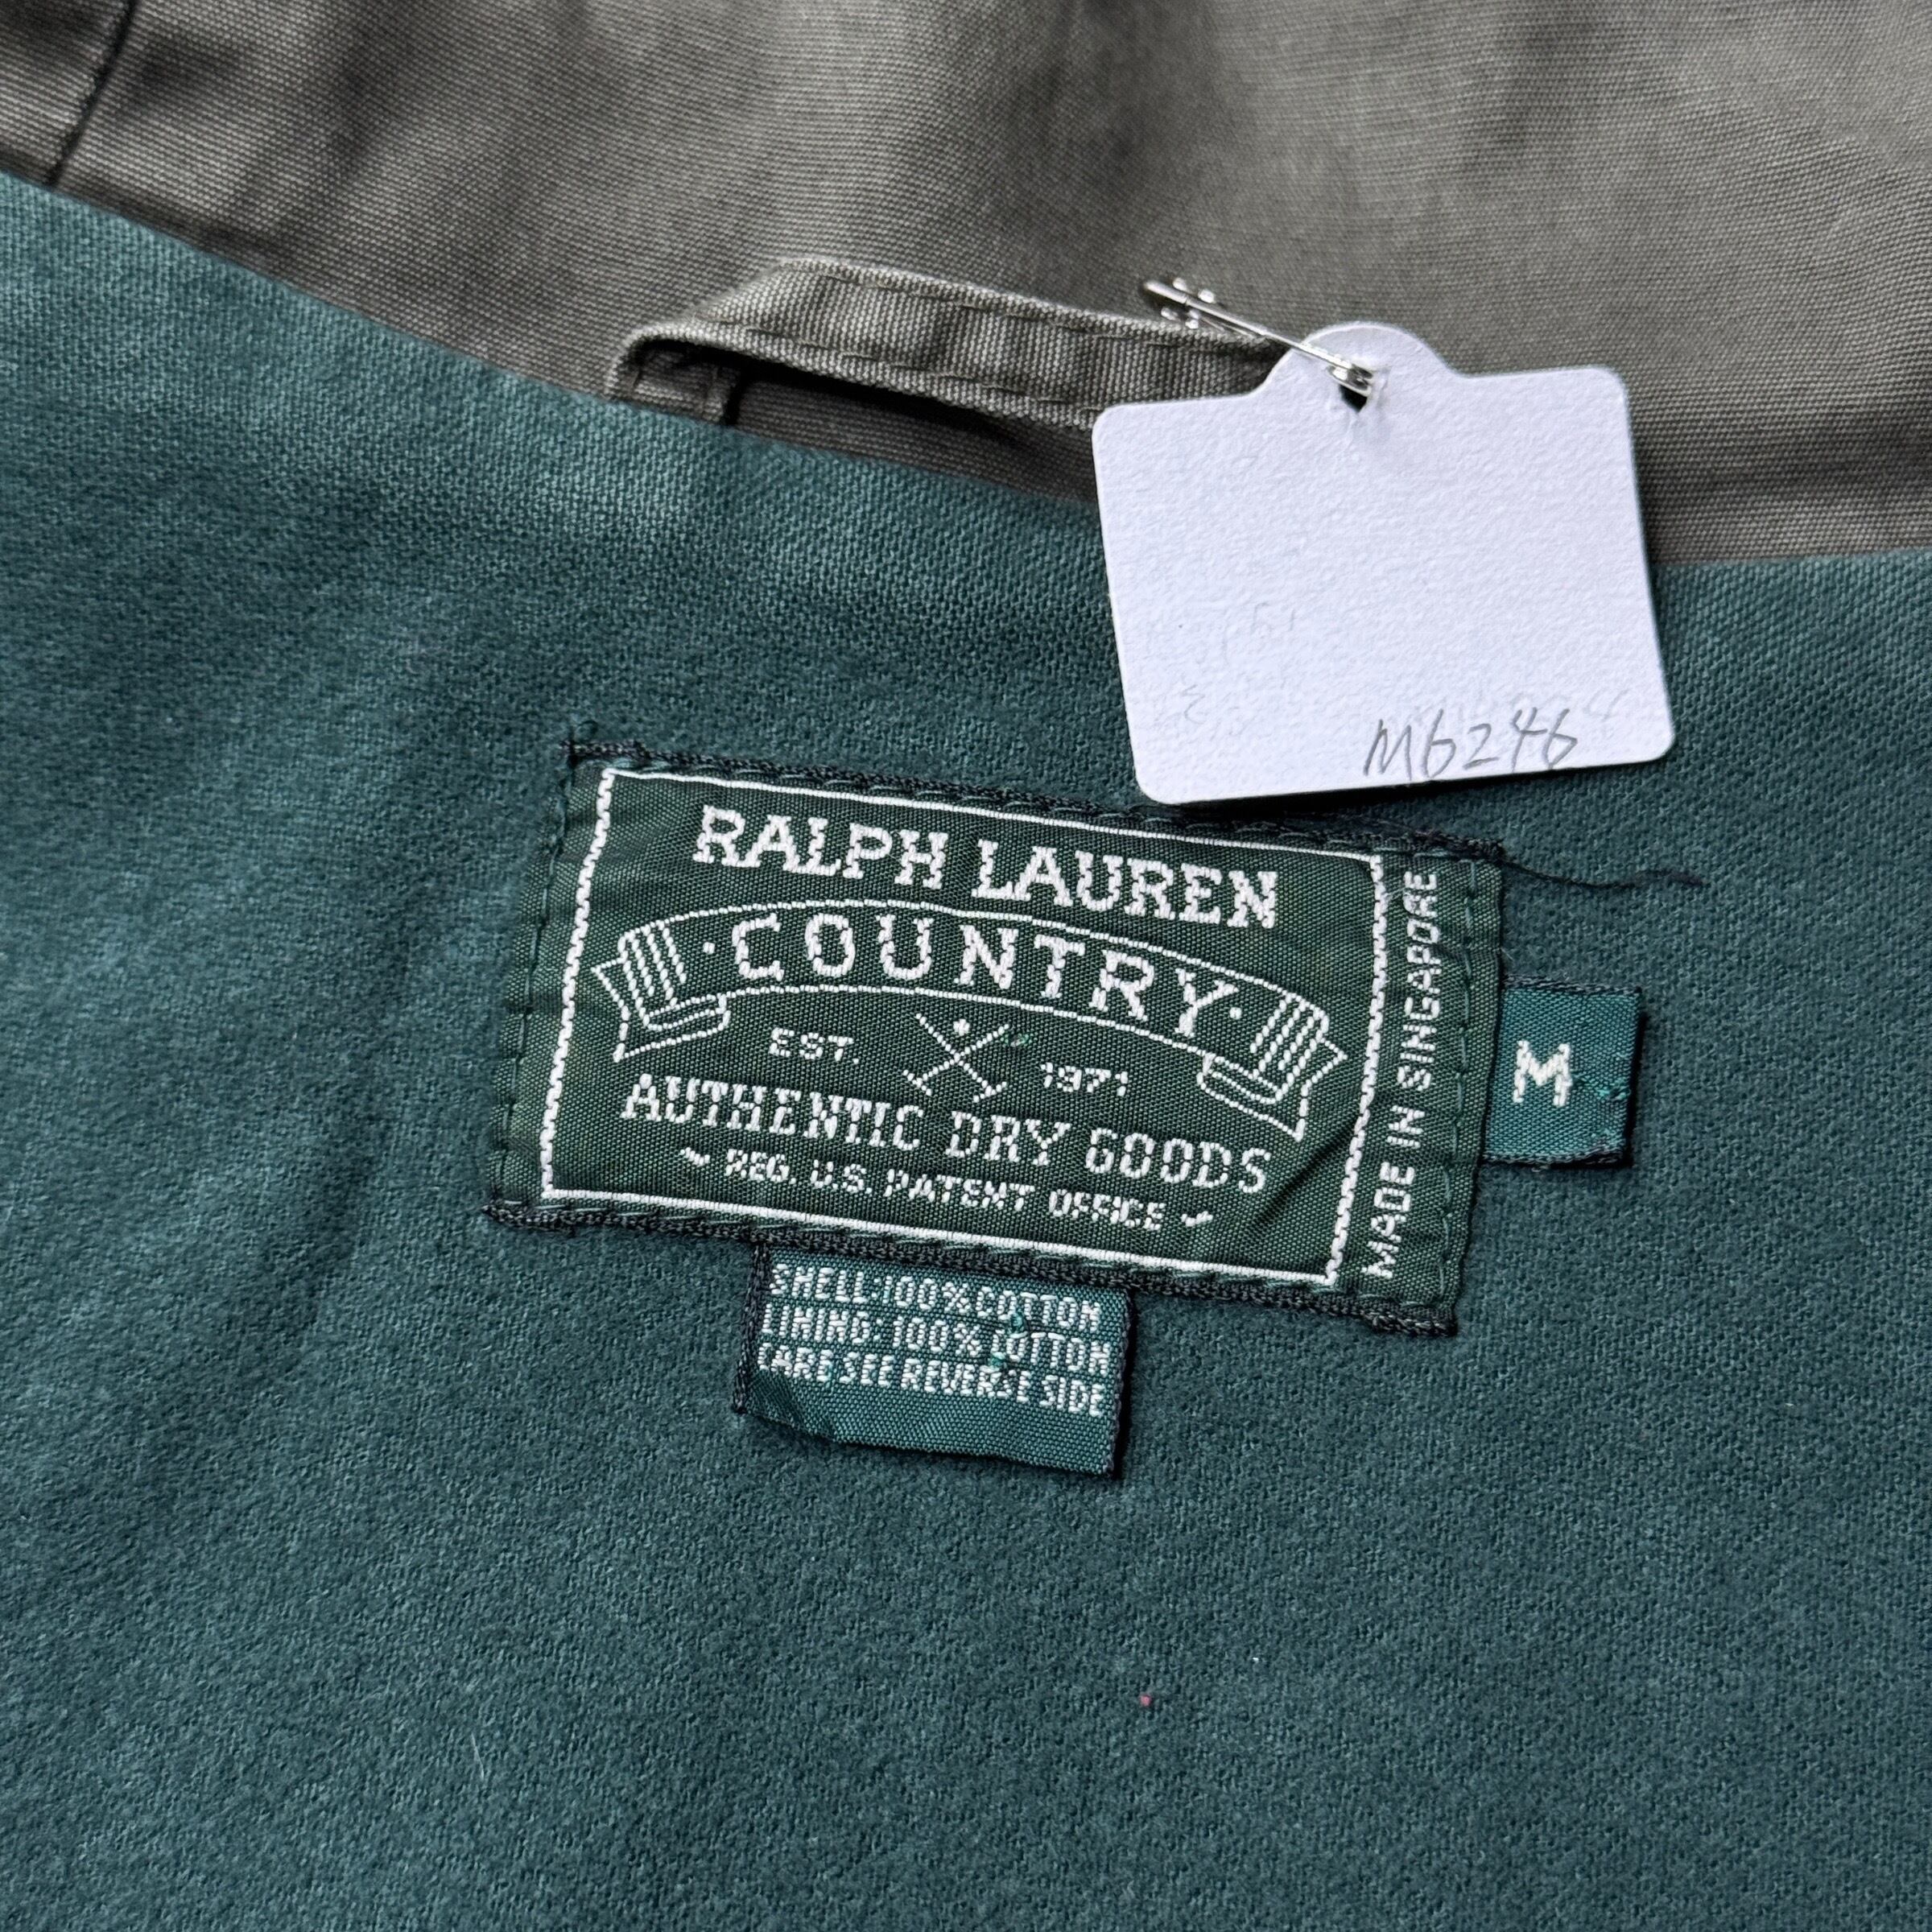 M6246
RALPH LAUREN
· COUNTRY ·
EST. 1971
AUTHENTIC DRY GOODS
REG. U.S. PATENT OFFICE
MADE IN SINGAPORE
M
SHELL:100%COTTON
LINING:100%COTTON
CARE SEE REVERSE SIDE